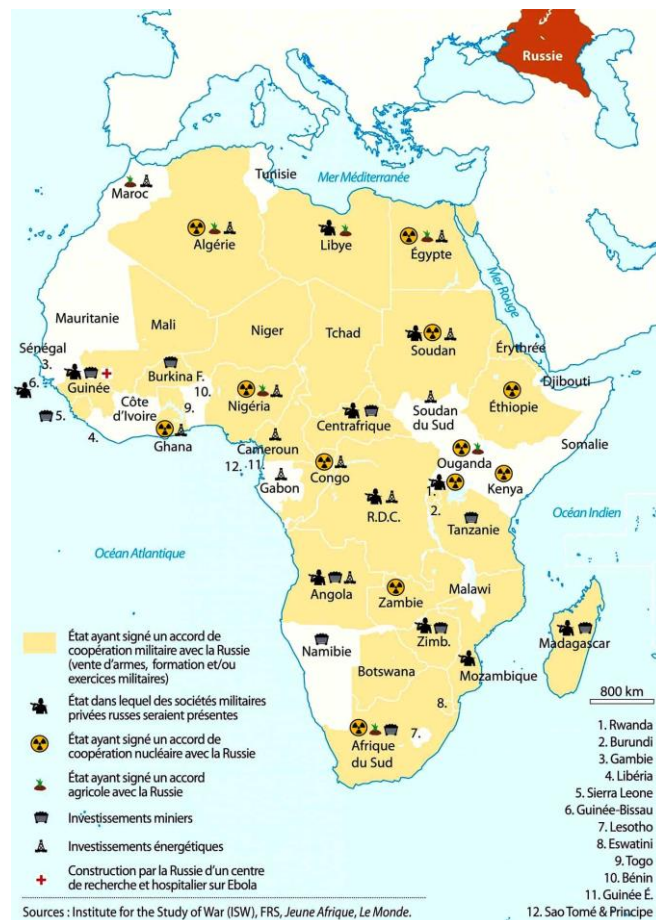 Russie
Tunisie
Mer Méditerranée
Maroc
Algérie
Libye
Égypte
Mer Rouge
Mauritanie
Mali
Niger
Tchad
Soudan
Érythrée
Sénégal
3.
6.
Guinée
Burkina F.
Djibouti
10.
5.
Côte
d'Ivoire
9.
Nigéria
Centrafrique
Soudan
du Sud
Éthiopie
4.
Ghana
Cameroun
12.
11.
Somalie
Gabon
Congo
Ouganda
Kenya
1.
2.
R.D.C.
Tanzanie
Océan Indien
Océan Atlantique
Angola
Zambie
Malawi
Namibie
Zimb.
Madagascar
Mozambique
Botswana
8.
7.
Afrique
du Sud
800 km
État ayant signé un accord de
coopération militaire avec la Russie
(vente d'armes, formation et/ou
exercices militaires)
État dans lequel des sociétés militaires
privées russes seraient présentes
État ayant signé un accord de
coopération nucléaire avec la Russie
État ayant signé un accord
agricole avec la Russie
Investissements miniers
Investissements énergétiques
Construction par la Russie d'un centre
de recherche et hospitalier sur Ebola
1. Rwanda
2. Burundi
3. Gambie
4. Libéria
5. Sierra Leone
6. Guinée-Bissau
7. Lesotho
8. Eswatini
9. Togo
10. Bénin
11. Guinée É.
12. Sao Tomé & Principe
Sources : Institute for the Study of War (ISW), FRS, Jeune Afrique, Le Monde.